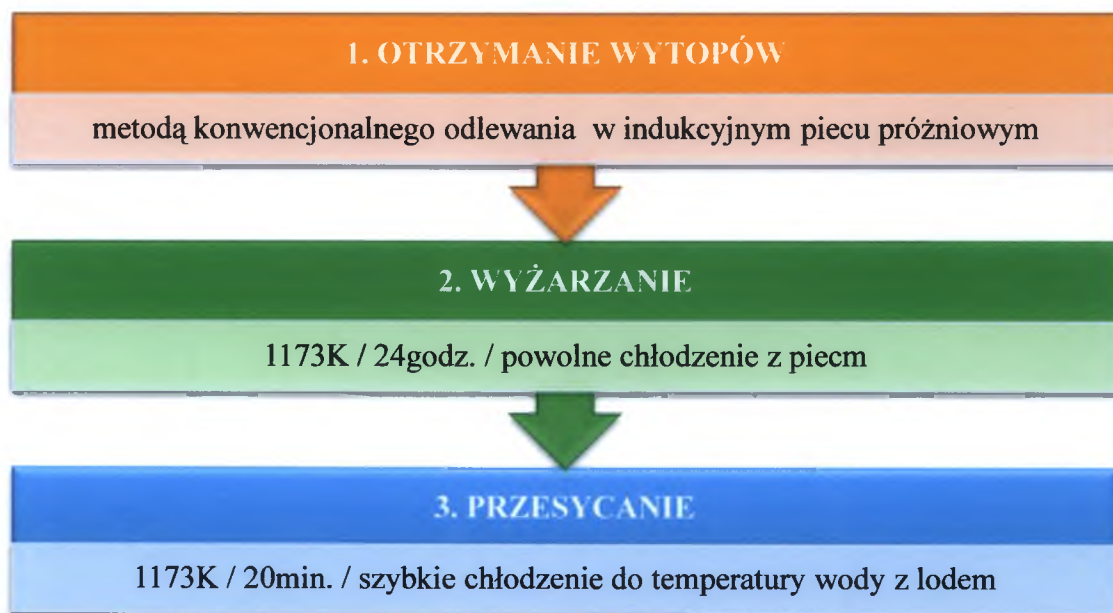 1. OTRZYMANIE WYTOPÓW
metodą konwencjonalnego odlewania w indukcyjnym piecu próżniowym
2. WYŻARZANIE
1173K / 24godz. / powolne chłodzenie z piecm
3. PRZESYCANIE
1173K / 20min. / szybkie chłodzenie do temperatury wody z lodem